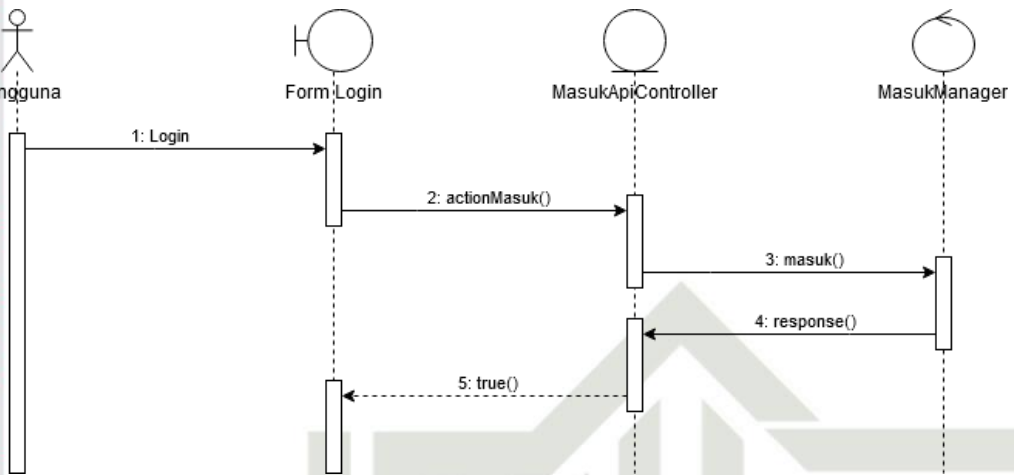 Form Login
MasukApiController
MasukManager
1: Login
2: actionMasuk()
3: masuk()
4: response()
5: true()